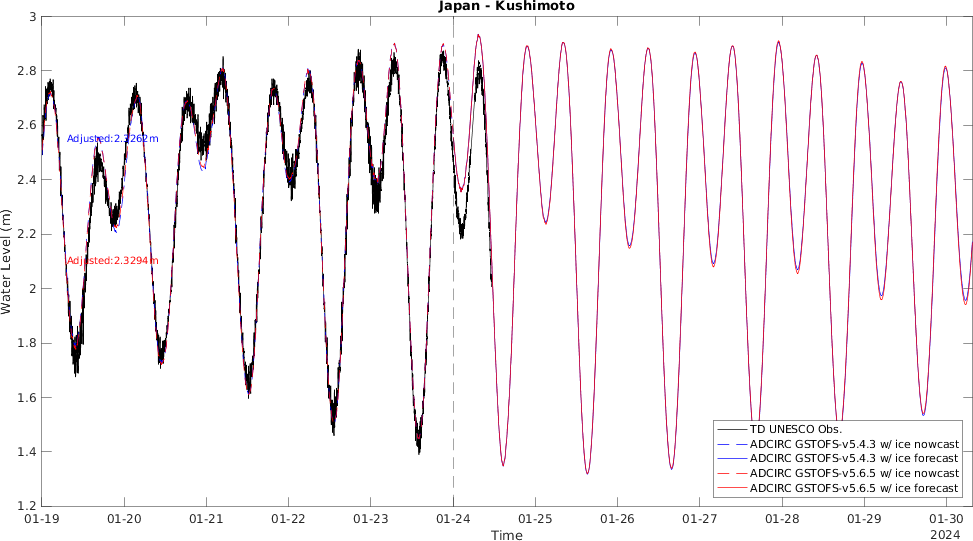 Japan - Kushimoto
3
2.8
2.6
2.4
2.2
2
1.8
1.6
1.4
1.2
Water Level (m)
Adjusted:2.3262m
Adjusted:2.3294m
TD UNESCO Obs.
ADCIRC GSTOFS-v5.4.3 w/ ice nowcast
ADCIRC GSTOFS-v5.4.3 w/ ice forecast
ADCIRC GSTOFS-v5.6.5 w/ ice nowcast
ADCIRC GSTOFS-v5.6.5 w/ ice forecast
01-19 01-20 01-21 01-22 01-23 01-24 01-25 01-26 01-27 01-28 01-29 01-30
Time
2024